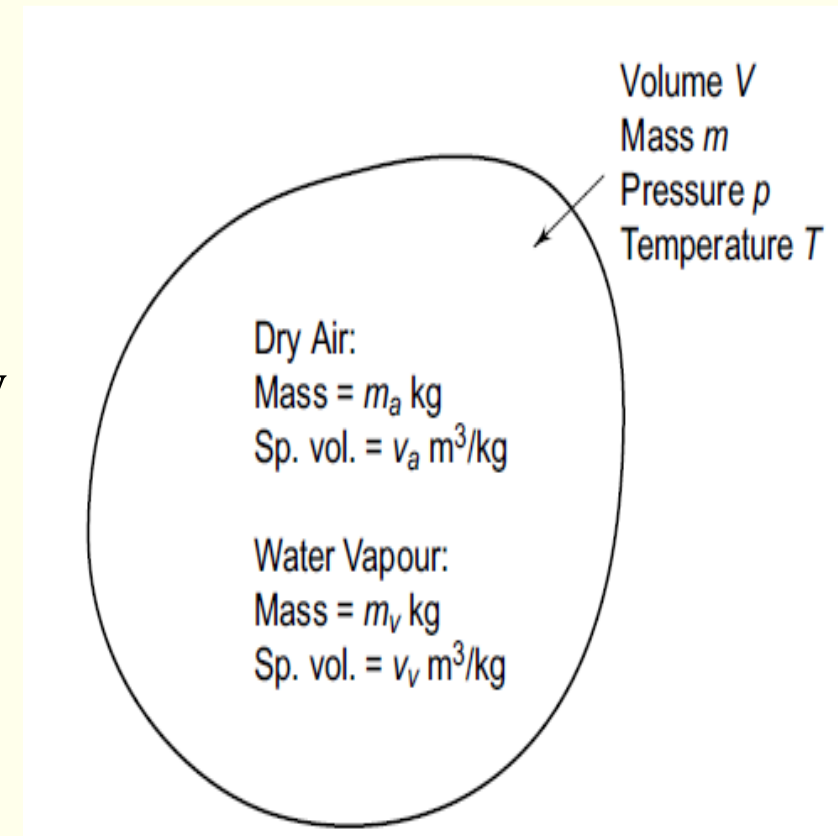 Volume V
Mass m
Pressure p
Temperature T
Dry Air:
Mass = mₐ kg
Sp. vol. = vₐ m³/kg
Water Vapour:
Mass = mᵥ kg
Sp. vol. = vᵥ m³/kg